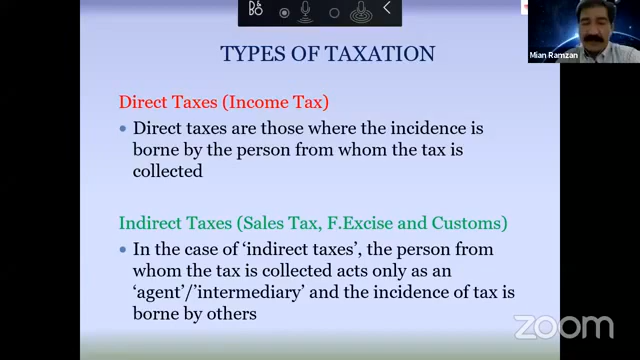 B&O
Mian Ramzan
TYPES OF TAXATION
Direct Taxes (Income Tax)
• Direct taxes are those where the incidence is
borne by the person from whom the tax is
collected
Indirect Taxes (Sales Tax, F.Excise and Customs)
• In the case of ‘indirect taxes’, the person from
whom the tax is collected acts only as an
‘agent’/’intermediary’ and the incidence of tax is
borne by others
zoom